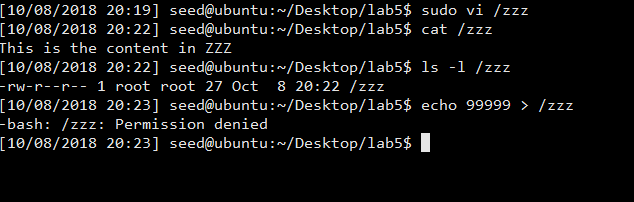 [10/08/2018 20:19] seed@ubuntu:~/Desktop/lab5$ sudo vi /zzz
[10/08/2018 20:22] seed@ubuntu:~/Desktop/lab5$ cat /zzz
This is the content in ZZZ
[10/08/2018 20:22] seed@ubuntu:~/Desktop/lab5$ ls -l /zzz
-rw-r--r-- 1 root root 27 Oct  8 20:22 /zzz
[10/08/2018 20:23] seed@ubuntu:~/Desktop/lab5$ echo 99999 > /zzz
-bash: /zzz: Permission denied
[10/08/2018 20:23] seed@ubuntu:~/Desktop/lab5$